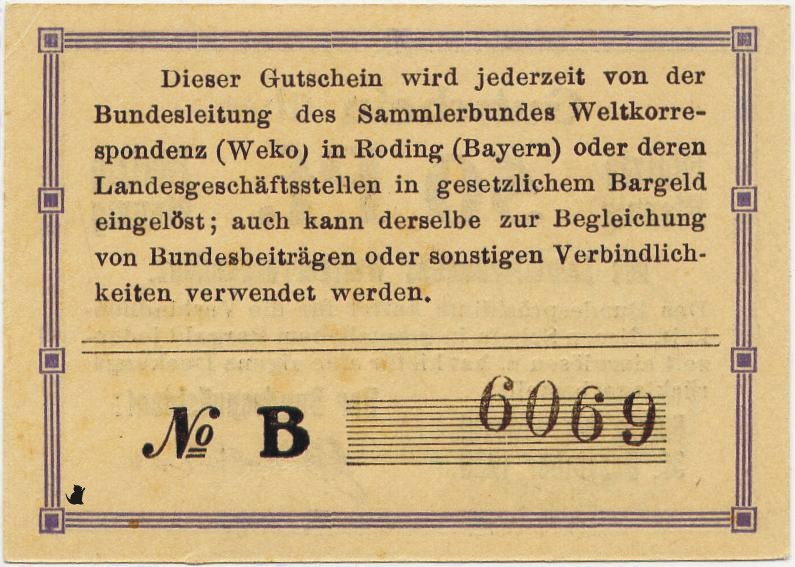 Dieser Gutschein wird jederzeit von der
Bundesleitung des Sammlerbundes Weltkorre-
spondenz (Weko) in Roding (Bayern) oder deren
Landesgeschäftsstellen in gesetzlichem Bargeld
eingelöst; auch kann derselbe zur Begleichung
von Bundesbeiträgen oder sonstigen Verbindlich-
keiten verwendet werden.
No B 6069